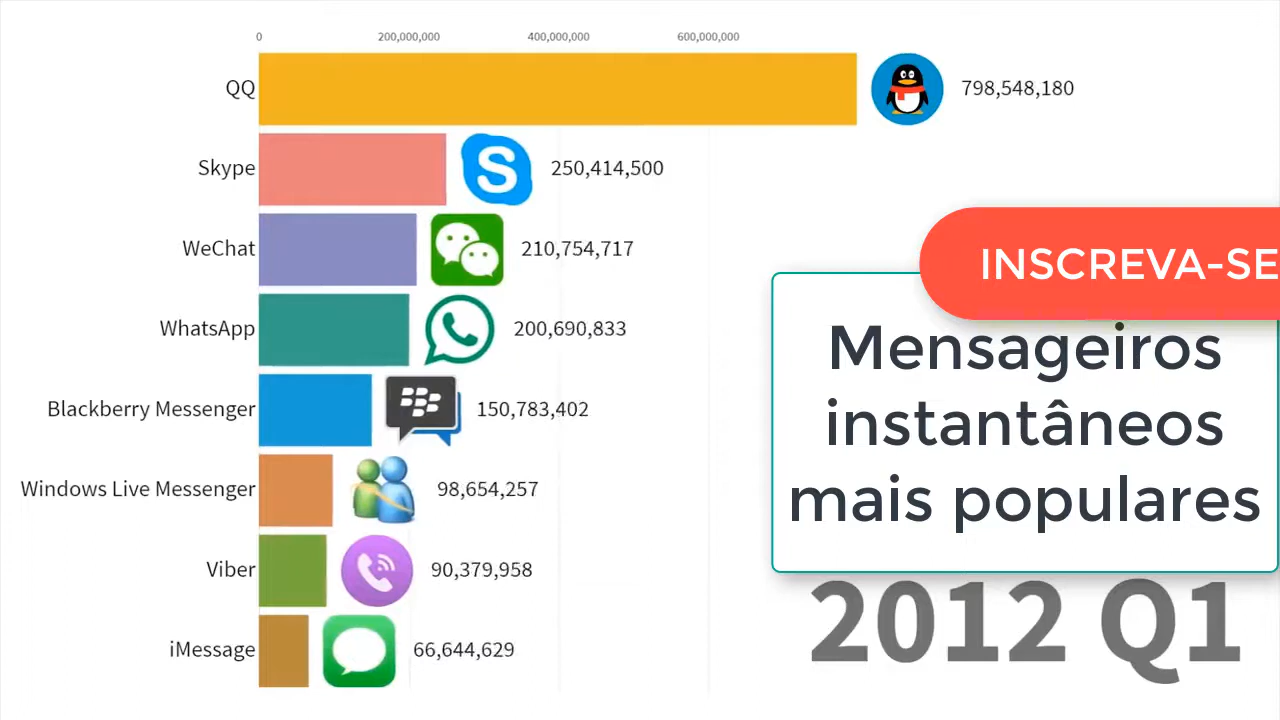 0 200,000,000 400,000,000 600,000,000
QQ 798,548,180
Skype S 250,414,500
WeChat 210,754,717
INSCREVA-SE
WhatsApp 200,690,833
Mensageiros
instantâneos
mais populares
Blackberry Messenger 150,783,402
Windows Live Messenger 98,654,257
Viber 90,379,958
iMessage 66,644,629
2012 Q1